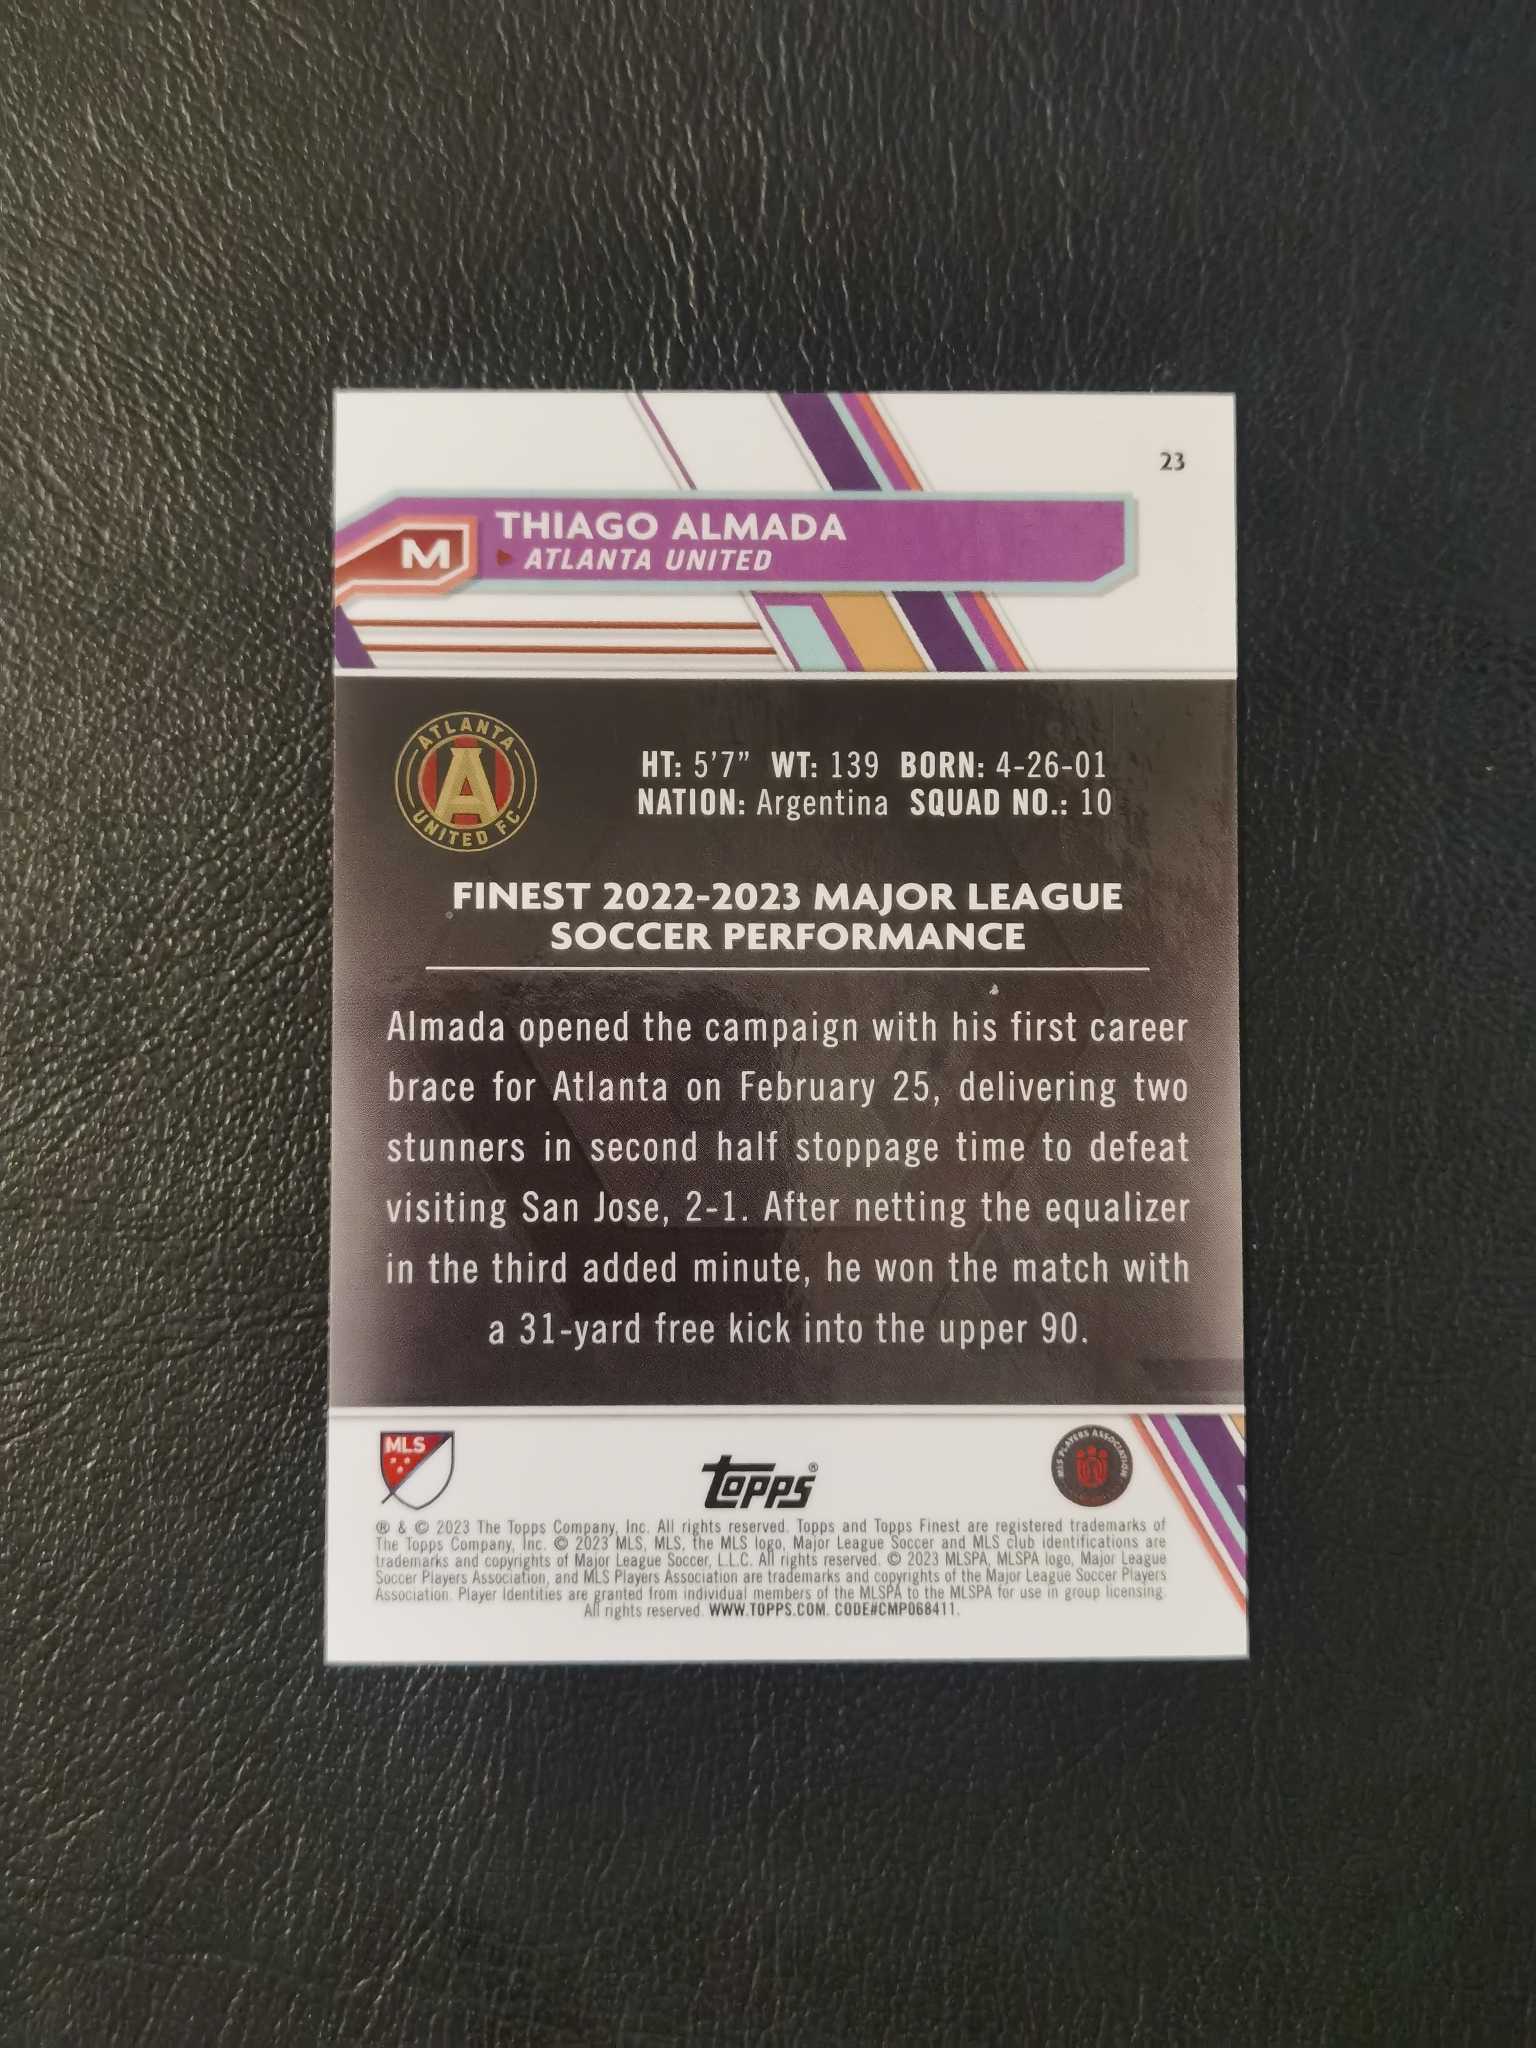 23
M
THIAGO ALMADA
ATLANTA UNITED
ATLANTA
A
UNITED FC
HT: 5'7" WT: 139 BORN: 4-26-01
NATION: Argentina SQUAD NO.: 10
FINEST 2022-2023 MAJOR LEAGUE
SOCCER PERFORMANCE
Almada opened the campaign with his first career
brace for Atlanta on February 25, delivering two
stunners in second half stoppage time to defeat
visiting San Jose, 2-1. After netting the equalizer
in the third added minute, he won the match with
a 31-yard free kick into the upper 90.
MLS
Topps®
MLS PLAYERS ASSOCIATION
® & © 2023 The Topps Company, Inc. All rights reserved. Topps and Topps Finest are registered trademarks of
The Topps Company, Inc. © 2023 MLS, MLS, the MLS logo, Major League Soccer and MLS club identifications are
trademarks and copyrights of Major League Soccer, L.L.C. All rights reserved. © 2023 MLSPA, MLSPA logo, Major League
Soccer Players Association, and MLS Players Association are trademarks and copyrights of the Major League Soccer Players
Association. Player Identities are granted from individual members of the MLSPA to the MLSPA for use in group licensing.
All rights reserved. WWW.TOPPS.COM. CODE#CMP068411.